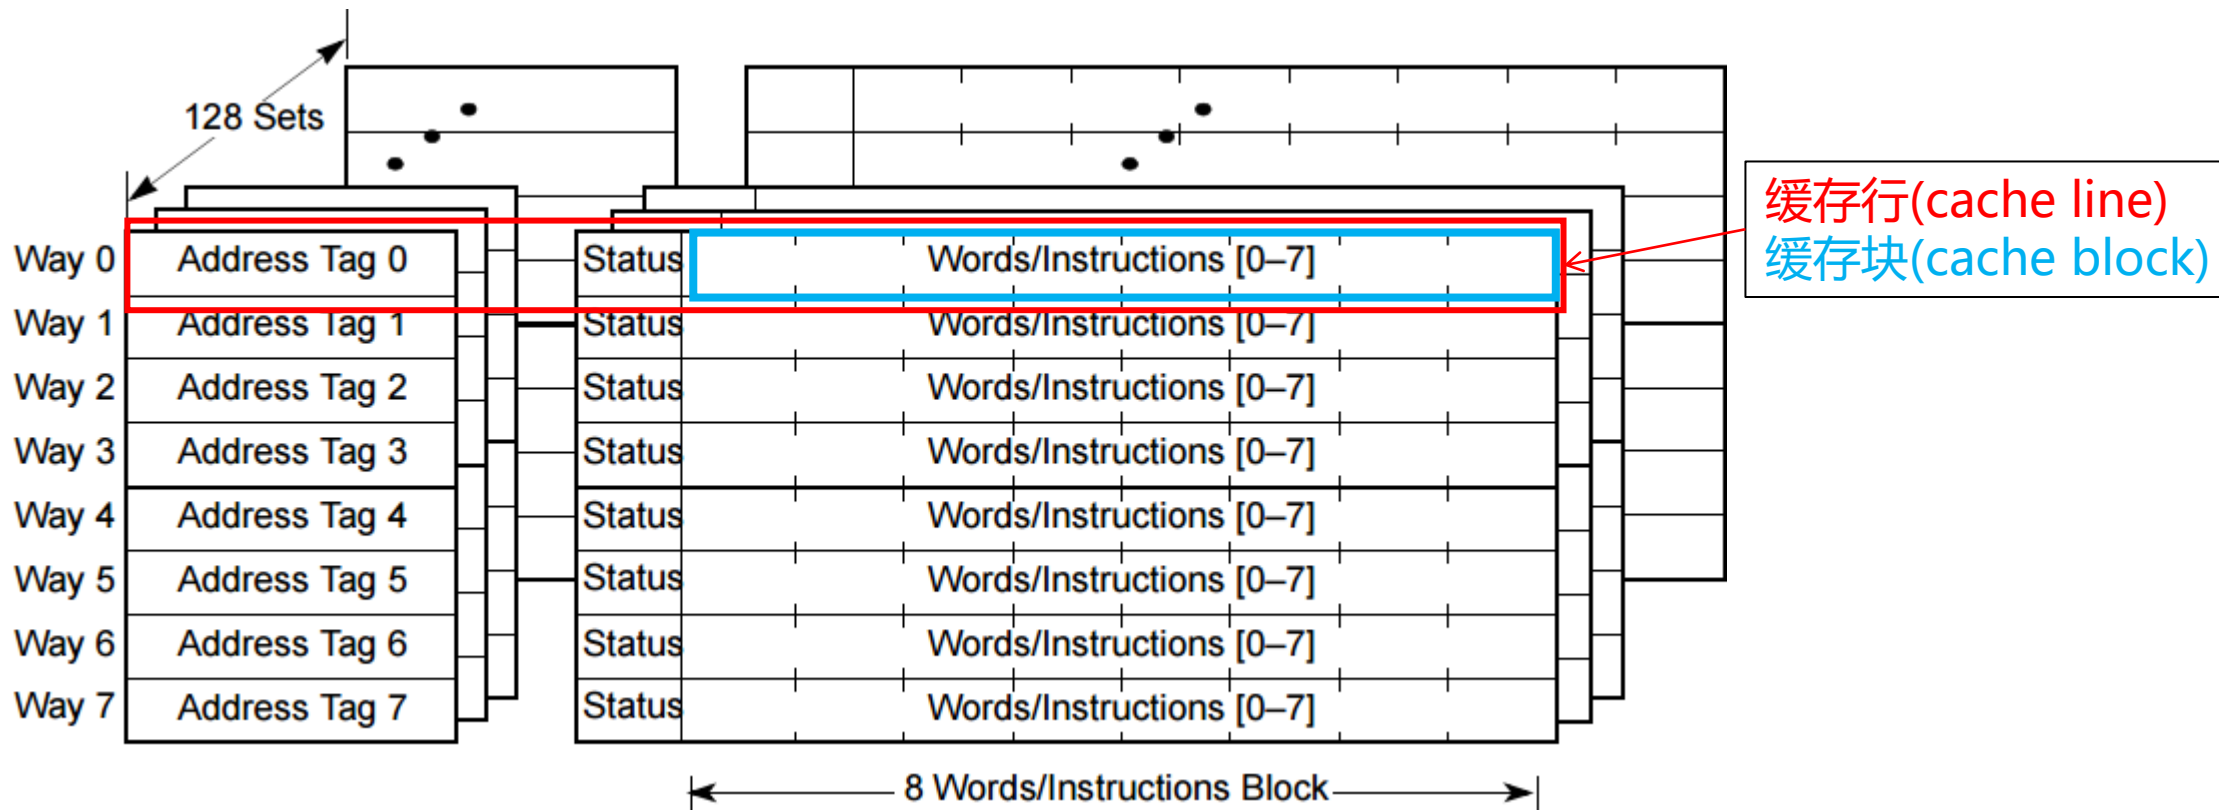 128 Sets
缓存行(cache line)
缓存块(cache block)
Way 0 Address Tag 0 Status Words/Instructions [0–7]
Way 1 Address Tag 1 Status Words/Instructions [0–7]
Way 2 Address Tag 2 Status Words/Instructions [0–7]
Way 3 Address Tag 3 Status Words/Instructions [0–7]
Way 4 Address Tag 4 Status Words/Instructions [0–7]
Way 5 Address Tag 5 Status Words/Instructions [0–7]
Way 6 Address Tag 6 Status Words/Instructions [0–7]
Way 7 Address Tag 7 Status Words/Instructions [0–7]
8 Words/Instructions Block